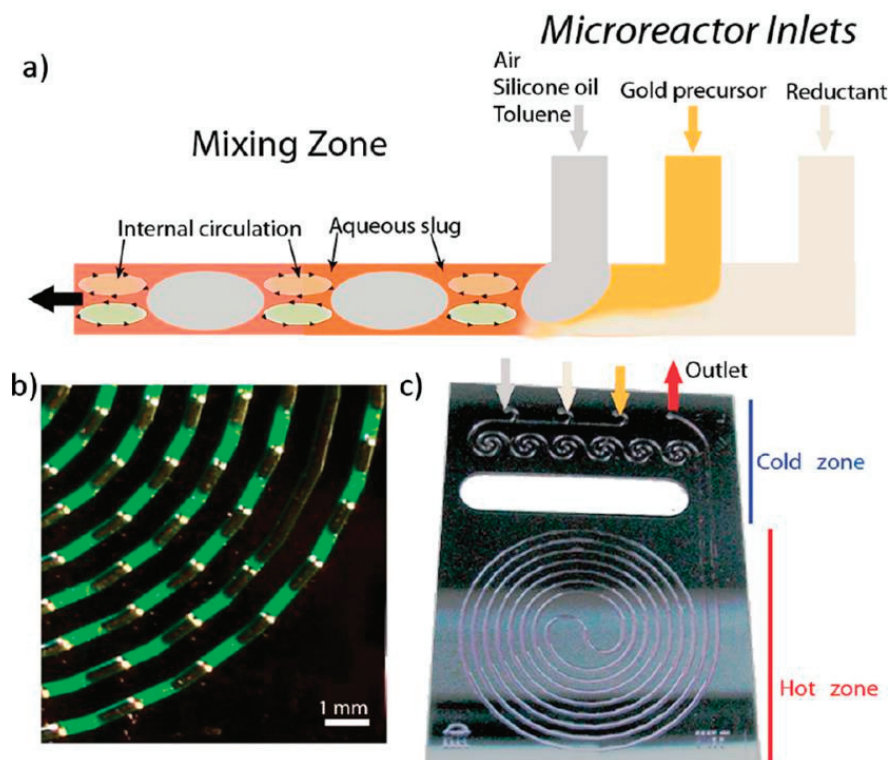 Microreactor Inlets
a)
Air
Silicone oil
Toluene
Gold precursor
Reductant
Mixing Zone
Internal circulation
Aqueous slug
b)
1 mm
c)
Outlet
Cold zone
Hot zone